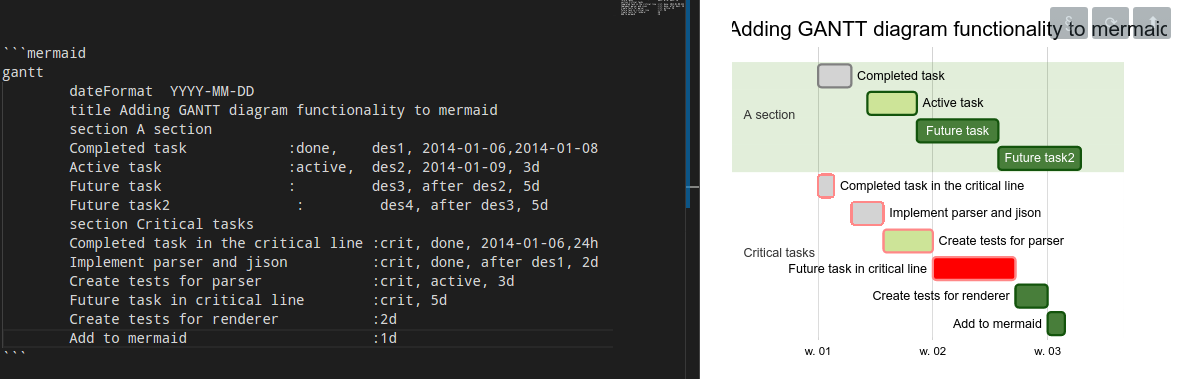 ```mermaid
gantt
dateFormat  YYYY-MM-DD
title Adding GANTT diagram functionality to mermaid
section A section
Completed task            :done,    des1, 2014-01-06,2014-01-08
Active task               :active,  des2, 2014-01-09, 3d
Future task               :         des3, after des2, 5d
Future task2               :         des4, after des3, 5d
section Critical tasks
Completed task in the critical line :crit, done, 2014-01-06,24h
Implement parser and jison          :crit, done, after des1, 2d
Create tests for parser             :crit, active, 3d
Future task in critical line        :crit, 5d
Create tests for renderer           :2d
Add to mermaid                      :1d
```
Adding GANTT diagram functionality to mermaid
Completed task
Active task
A section
Future task
Future task2
Completed task in the critical line
Implement parser and jison
Create tests for parser
Critical tasks
Future task in critical line
Create tests for renderer
Add to mermaid
w. 01 w. 02 w. 03